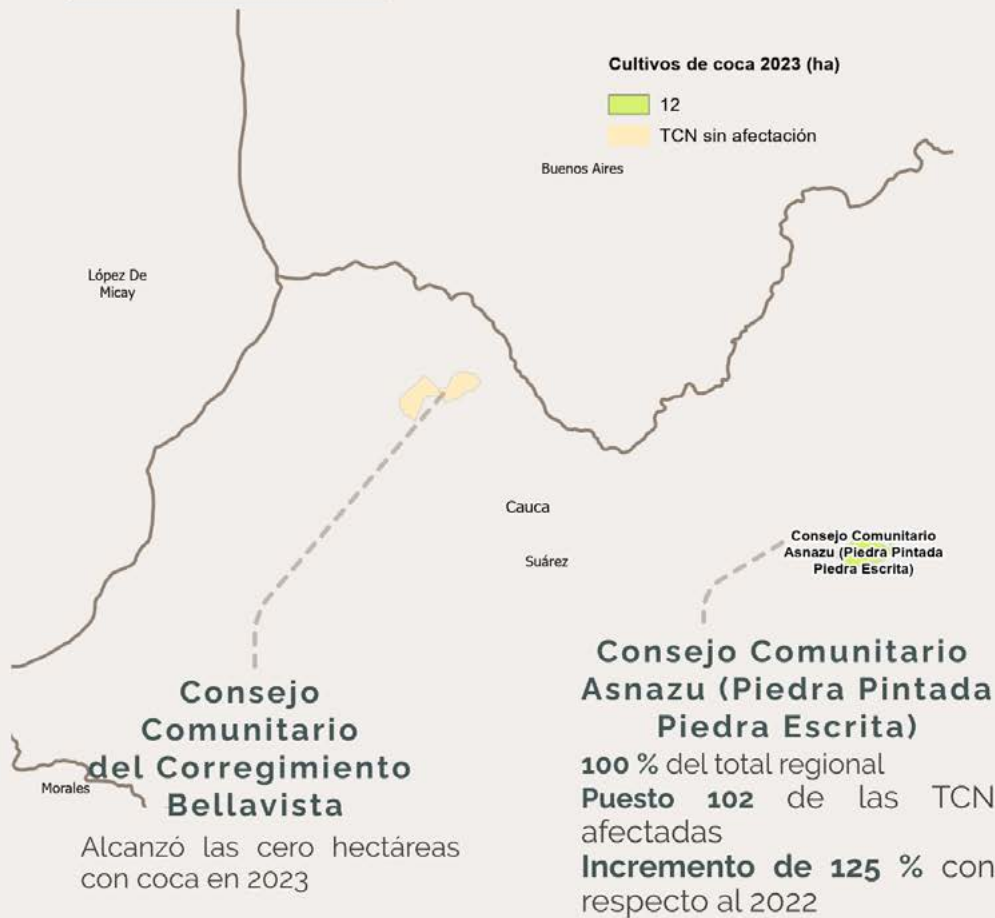 Cultivos de coca 2023 (ha)
12
TCN sin afectación
Buenos Aires
López De
Micay
Cauca
Suárez
Consejo Comunitario
Asnazu (Piedra Pintada
Piedra Escrita)
Morales
Consejo
Comunitario
del Corregimiento
Bellavista
Alcanzó las cero hectáreas
con coca en 2023
Consejo Comunitario
Asnazu (Piedra Pintada
Piedra Escrita)
100 % del total regional
Puesto 102 de las TCN
afectadas
Incremento de 125 % con
respecto al 2022